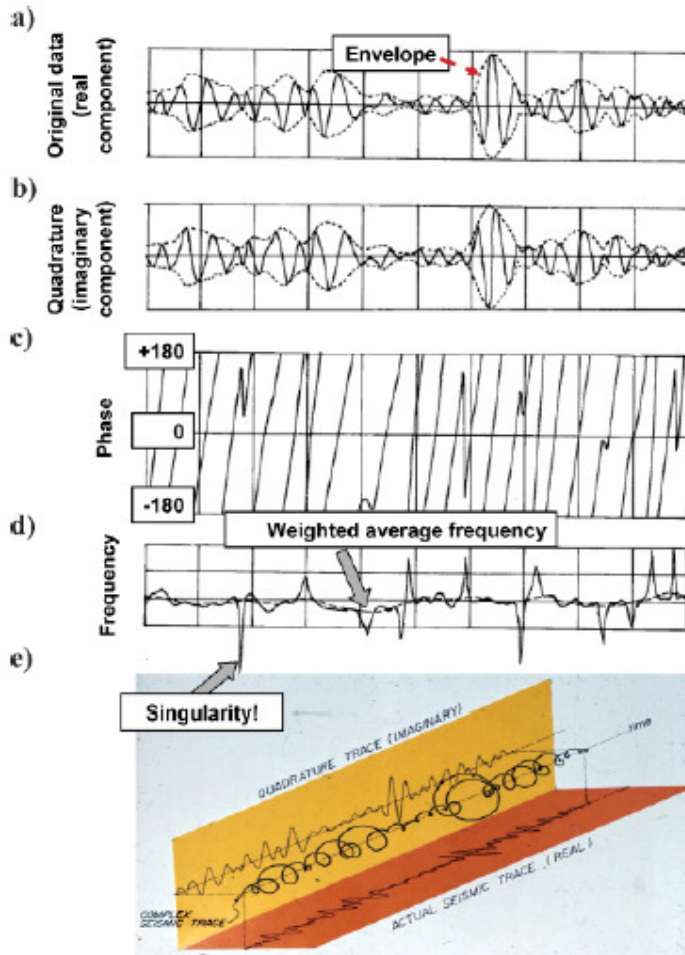 a)
Original data
(real
component)
Envelope
b)
Quadrature
(imaginary
component)
c)
+180
0
-180
Phase
d)
Weighted average frequency
Frequency
e)
Singularity!
QUADRATURE TRACE (IMAGINARY)
TIME
COMPLEX
SEISMIC TRACE
ACTUAL SEISMIC TRACE (REAL)